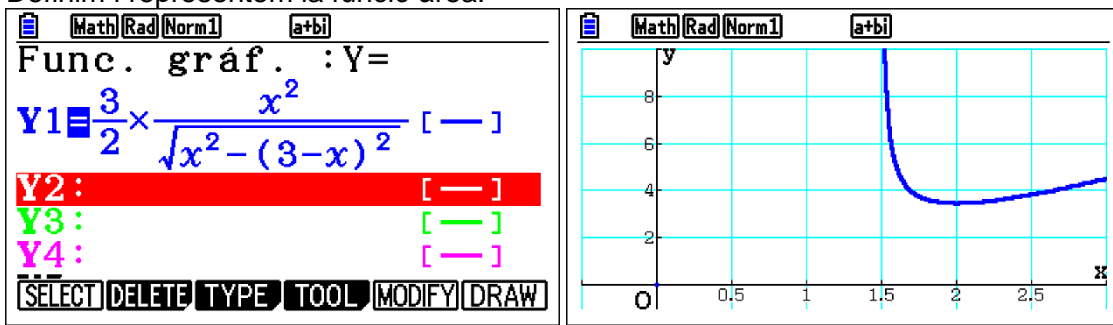 Definim i representem la funció àrea.
Math Rad Norm1 a+bi
Func. gráf. :Y=
Y1=3/2×x²/√(x²-(3-x)²) [—]
Y2: [—]
Y3: [—]
Y4: [—]
SELECT DELETE TYPE TOOL MODIFY DRAW
Math Rad Norm1 a+bi
y
8
6
4
2
x
O 0.5 1 1.5 2 2.5